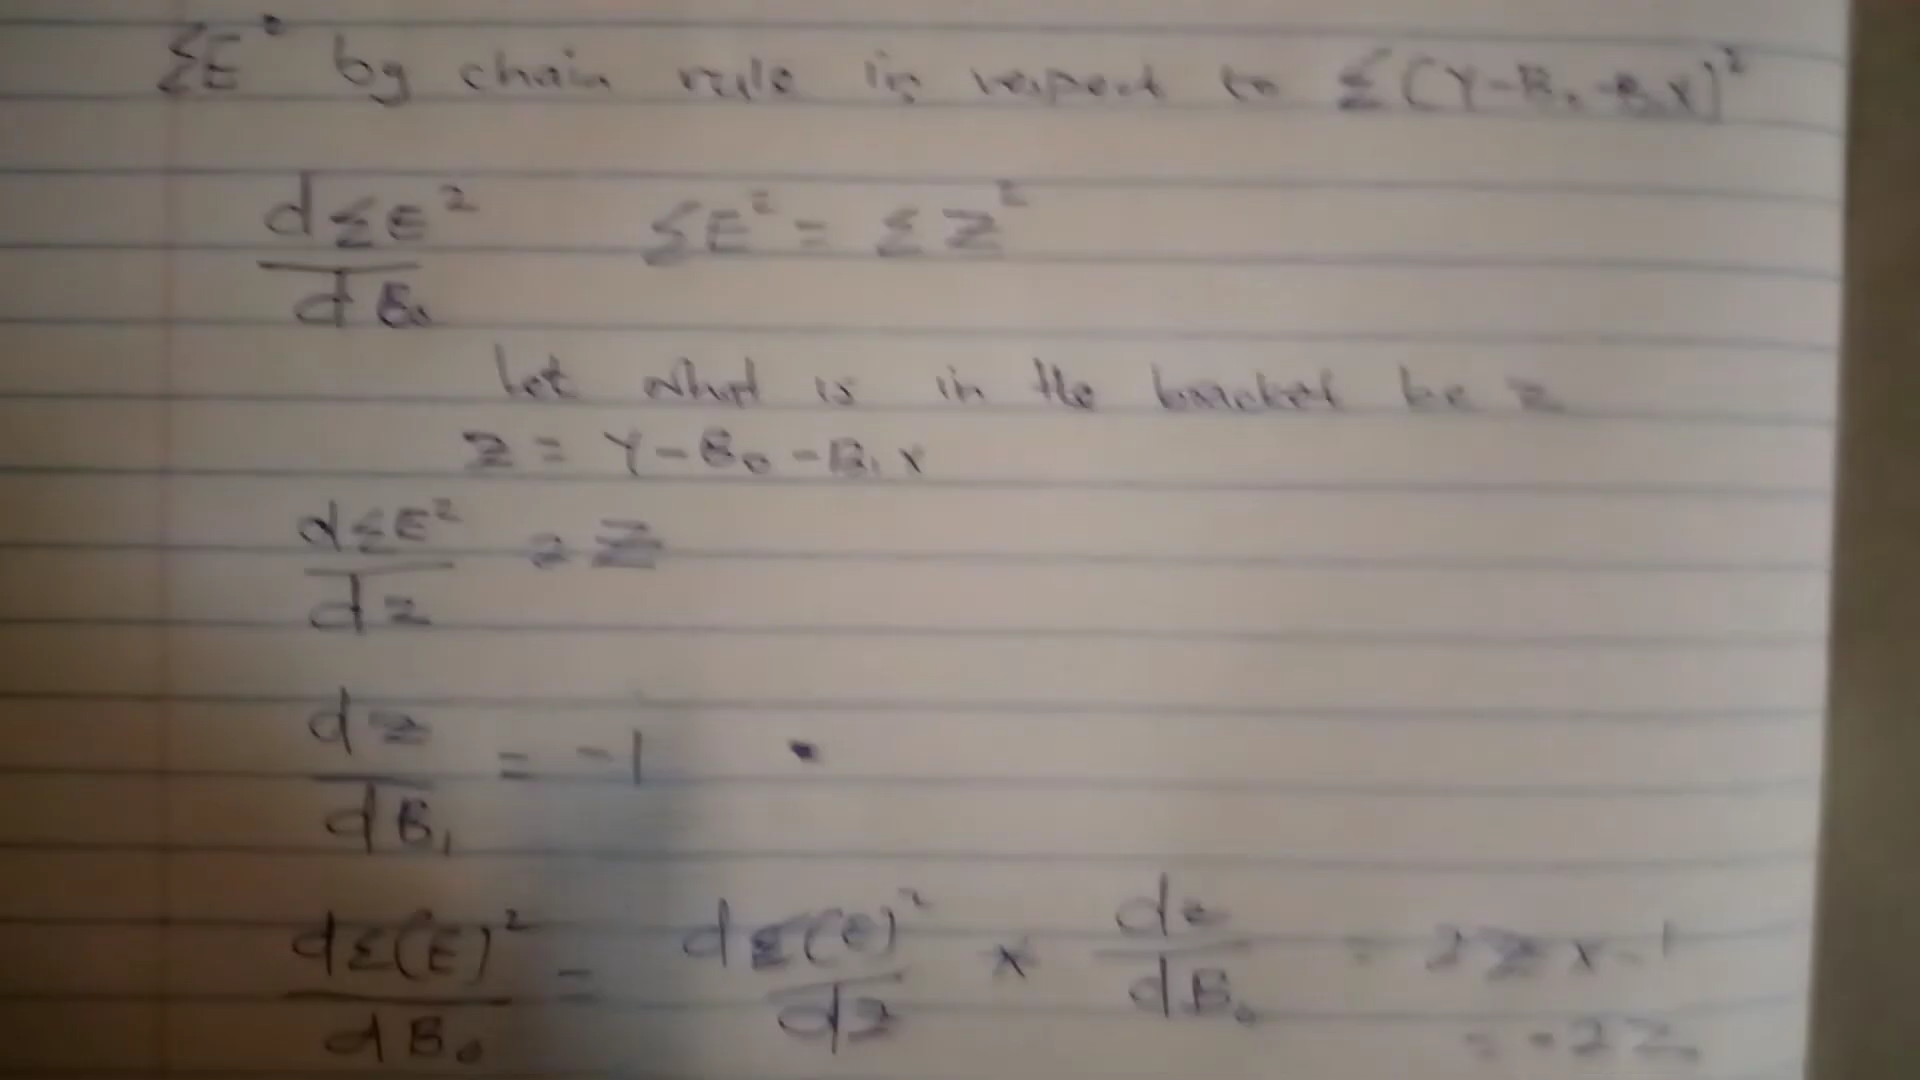 ΣE² by chain rule in respect to Σ(Y-B₀-B₁X)²
dΣE²/dB₀ ΣE² = ΣZ²
Let what is in the bracket be z
z = Y-B₀-B₁x
dΣE²/dz = Z
dz/dB₁ = -1
dΣ(E)²/dB₀ = dΣ(e)²/dz × dz/dB₀ = 2z x -1
= -2z